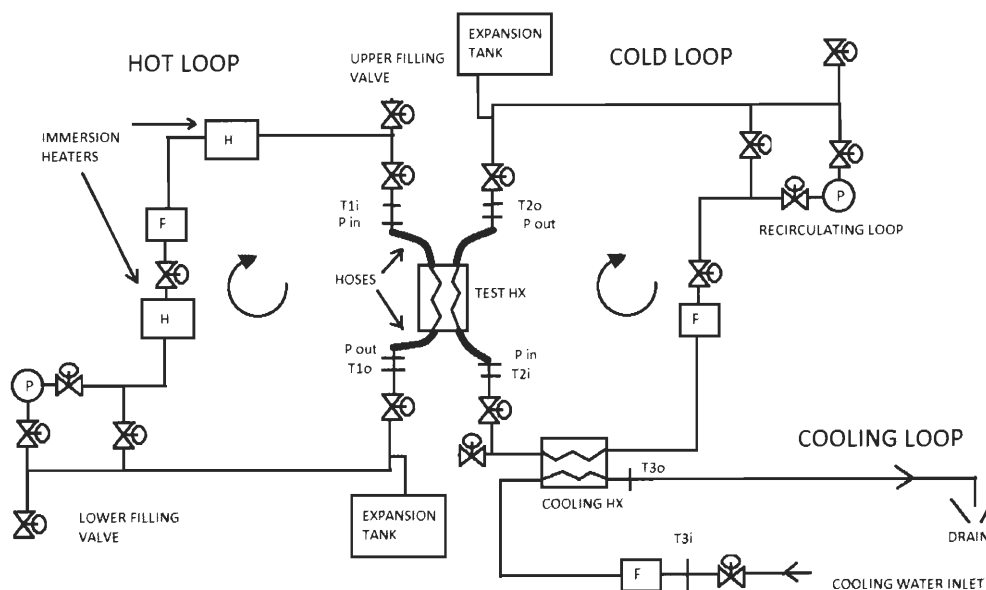 HOT LOOP
UPPER FILLING
VALVE
EXPANSION
TANK
COLD LOOP
IMMERSION
HEATERS
H
F
H
P
T1i
P in
T2o
P out
HOSES
TEST HX
P out
T1o
P in
T2i
P
RECIRCULATING LOOP
F
LOWER FILLING
VALVE
EXPANSION
TANK
COOLING LOOP
T3o
COOLING HX
DRAIN
T3i
F
COOLING WATER INLET